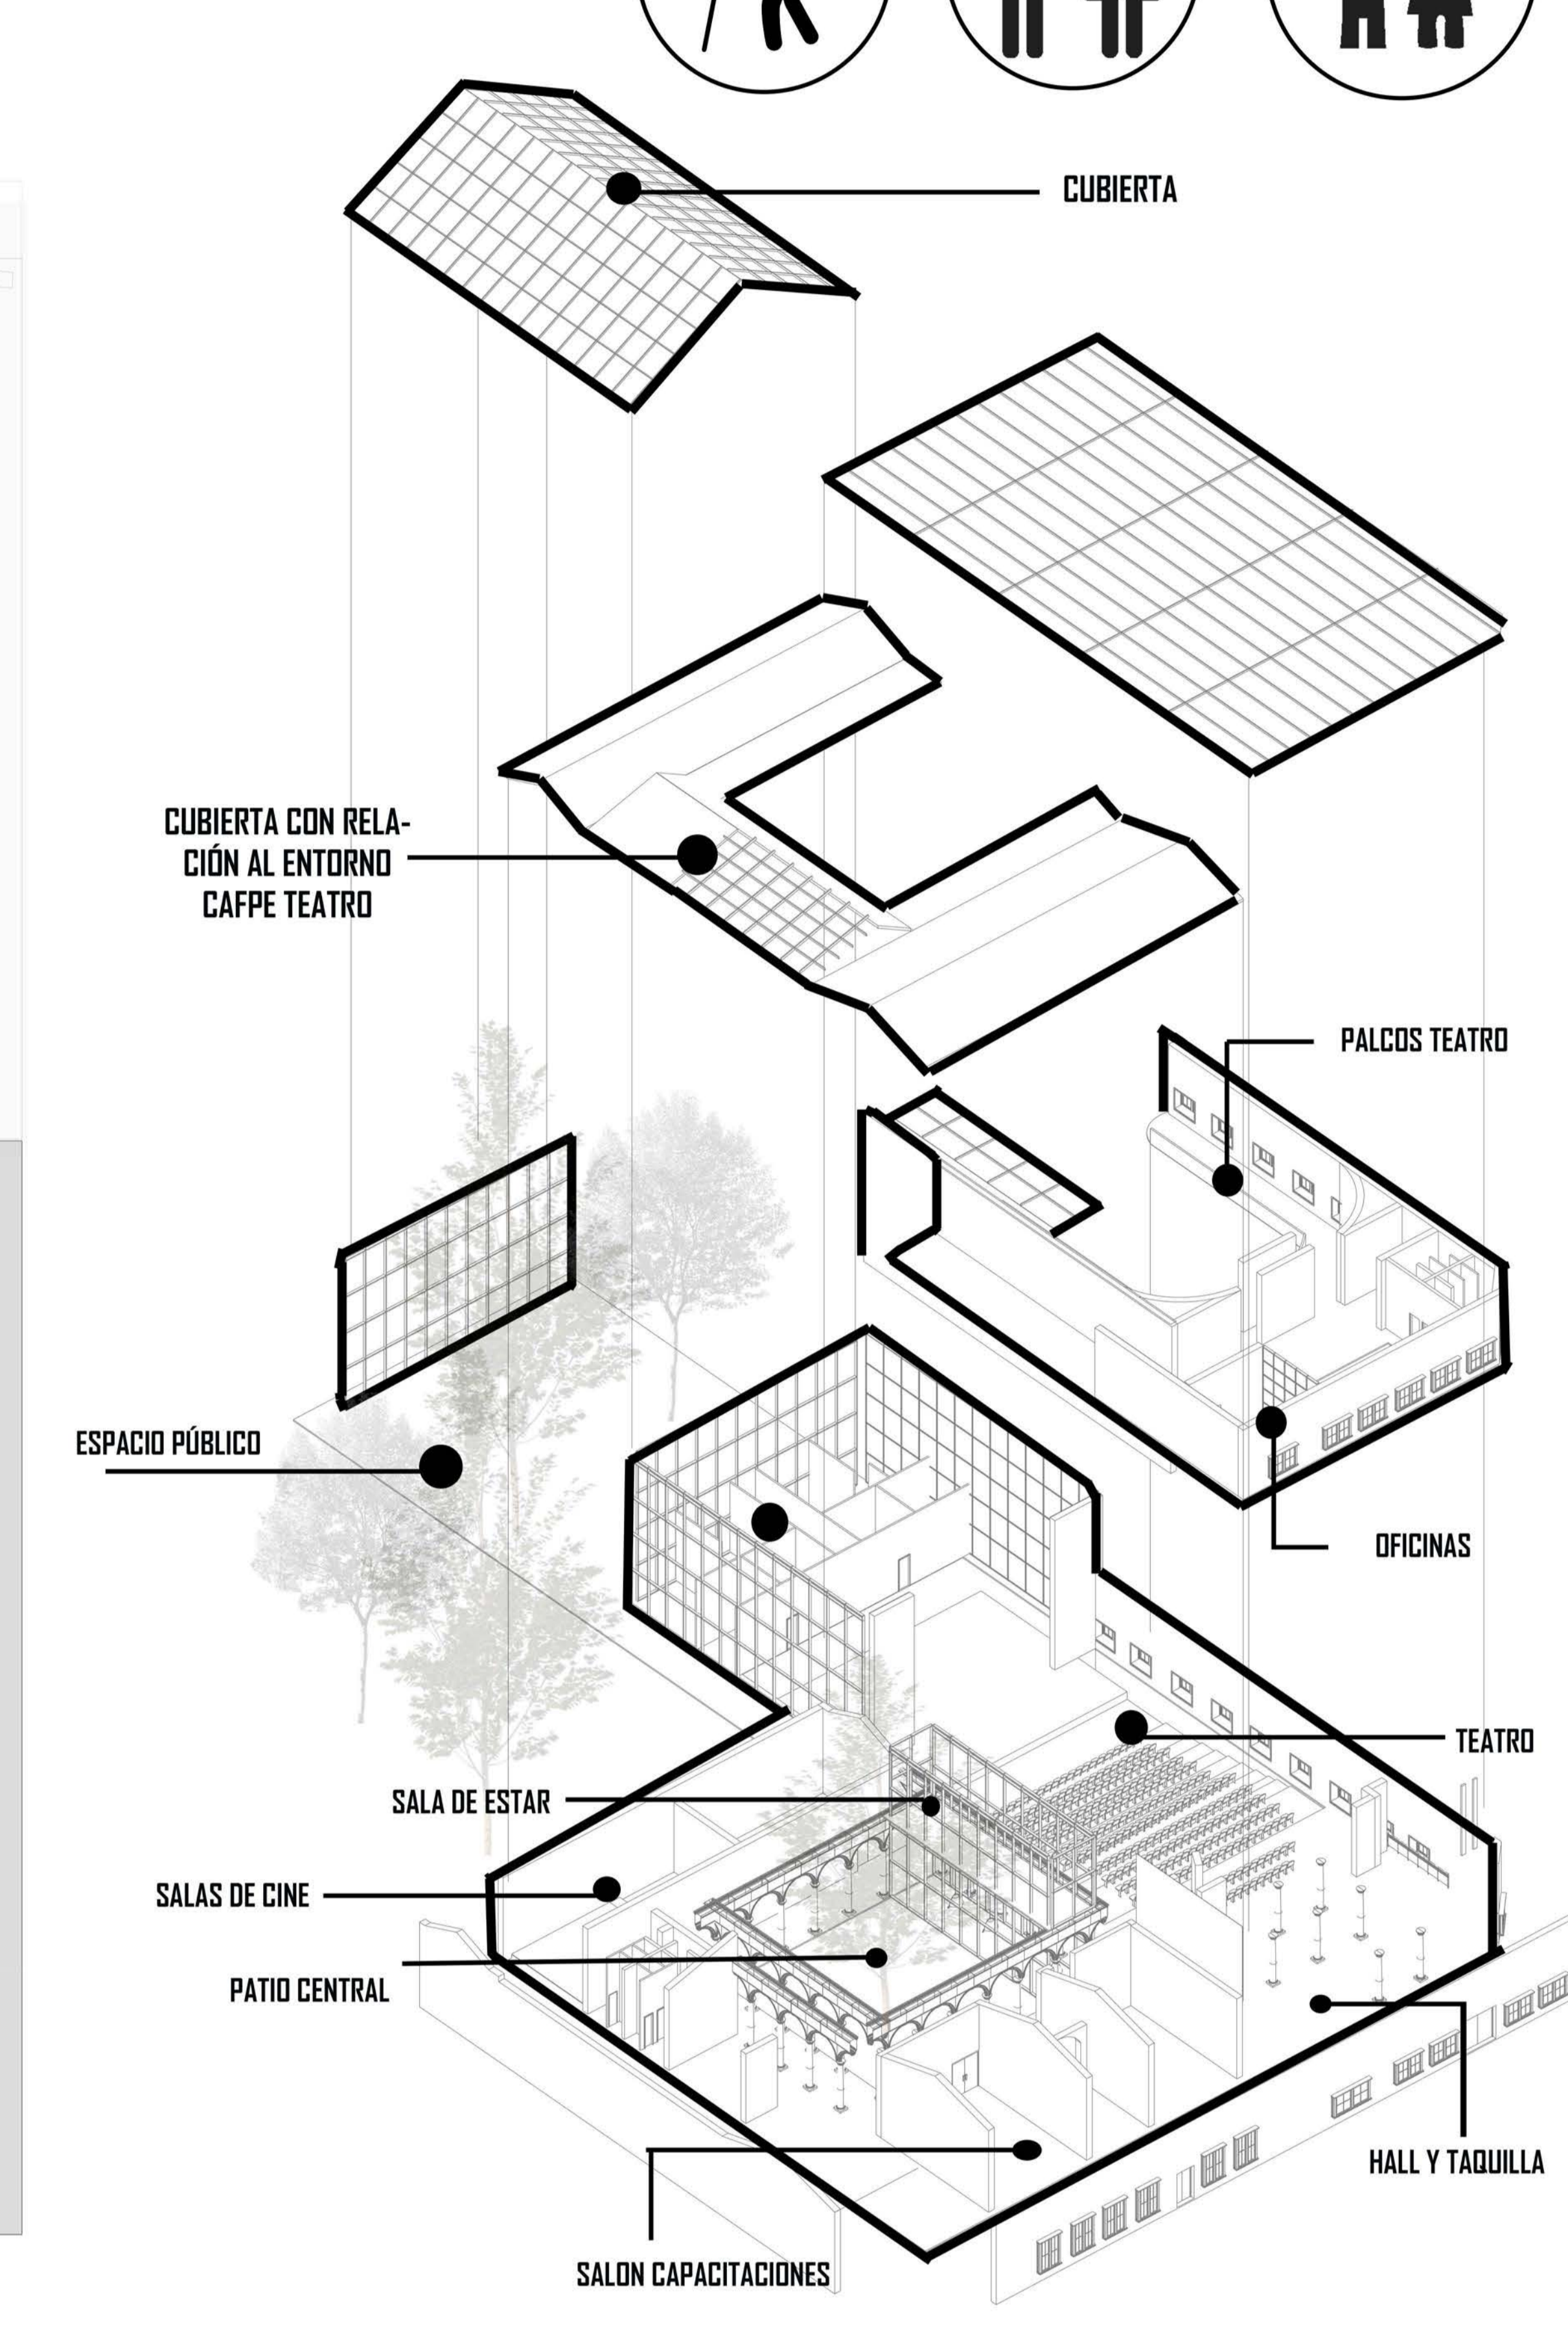 CUBIERTA
CUBIERTA CON RELA-
CIÓN AL ENTORNO
CAFPE TEATRO
PALCOS TEATRO
ESPACIO PÚBLICO
OFICINAS
TEATRO
SALA DE ESTAR
SALAS DE CINE
PATIO CENTRAL
HALL Y TAQUILLA
SALON CAPACITACIONES